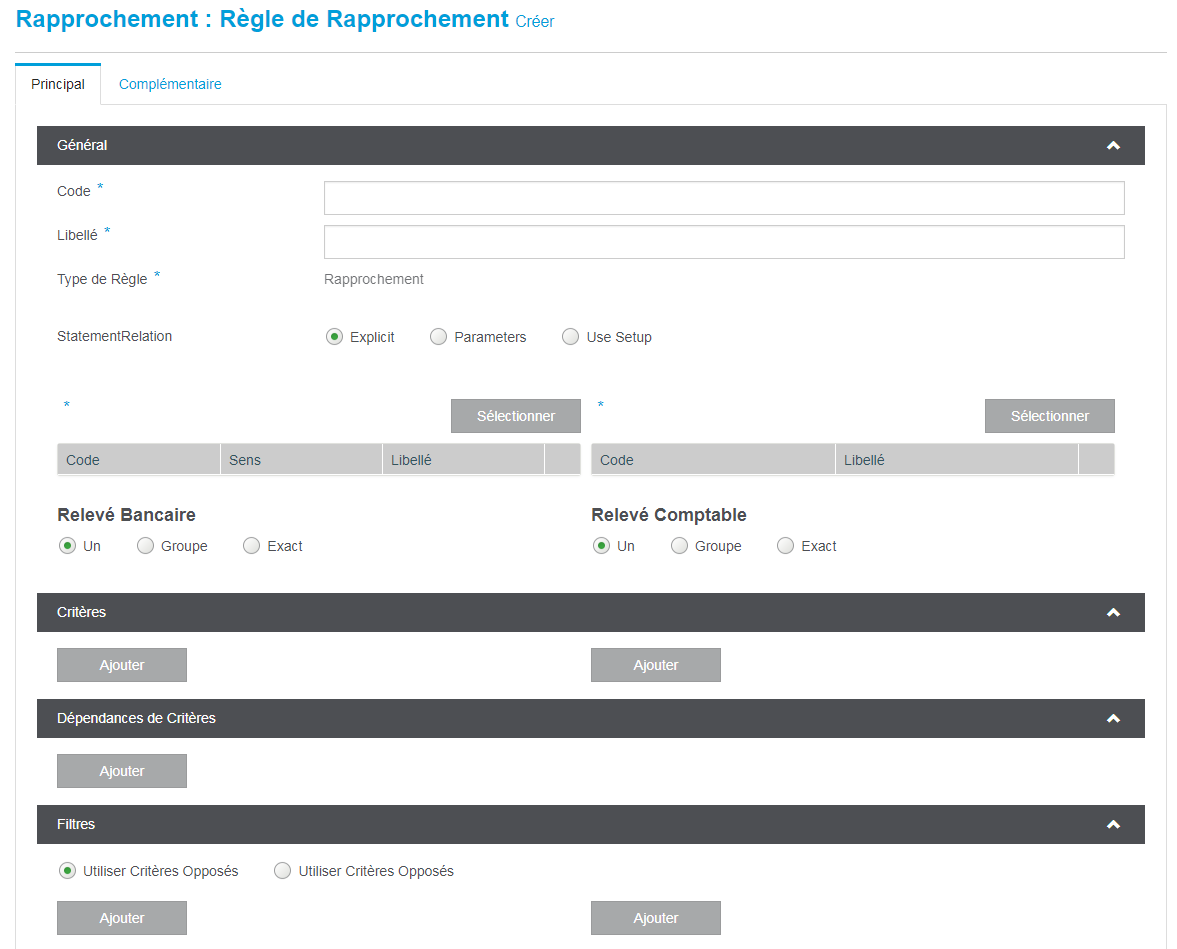 Rapprochement : Règle de Rapprochement Créer
Principal Complémentaire
Général
Code *
Libellé *
Type de Règle * Rapprochement
StatementRelation Explicit Parameters Use Setup
* Sélectionner * Sélectionner
Code Sens Libellé Code Libellé
Relevé Bancaire Relevé Comptable
Un Groupe Exact Un Groupe Exact
Critères
Ajouter Ajouter
Dépendances de Critères
Ajouter
Filtres
Utiliser Critères Opposés Utiliser Critères Opposés
Ajouter Ajouter